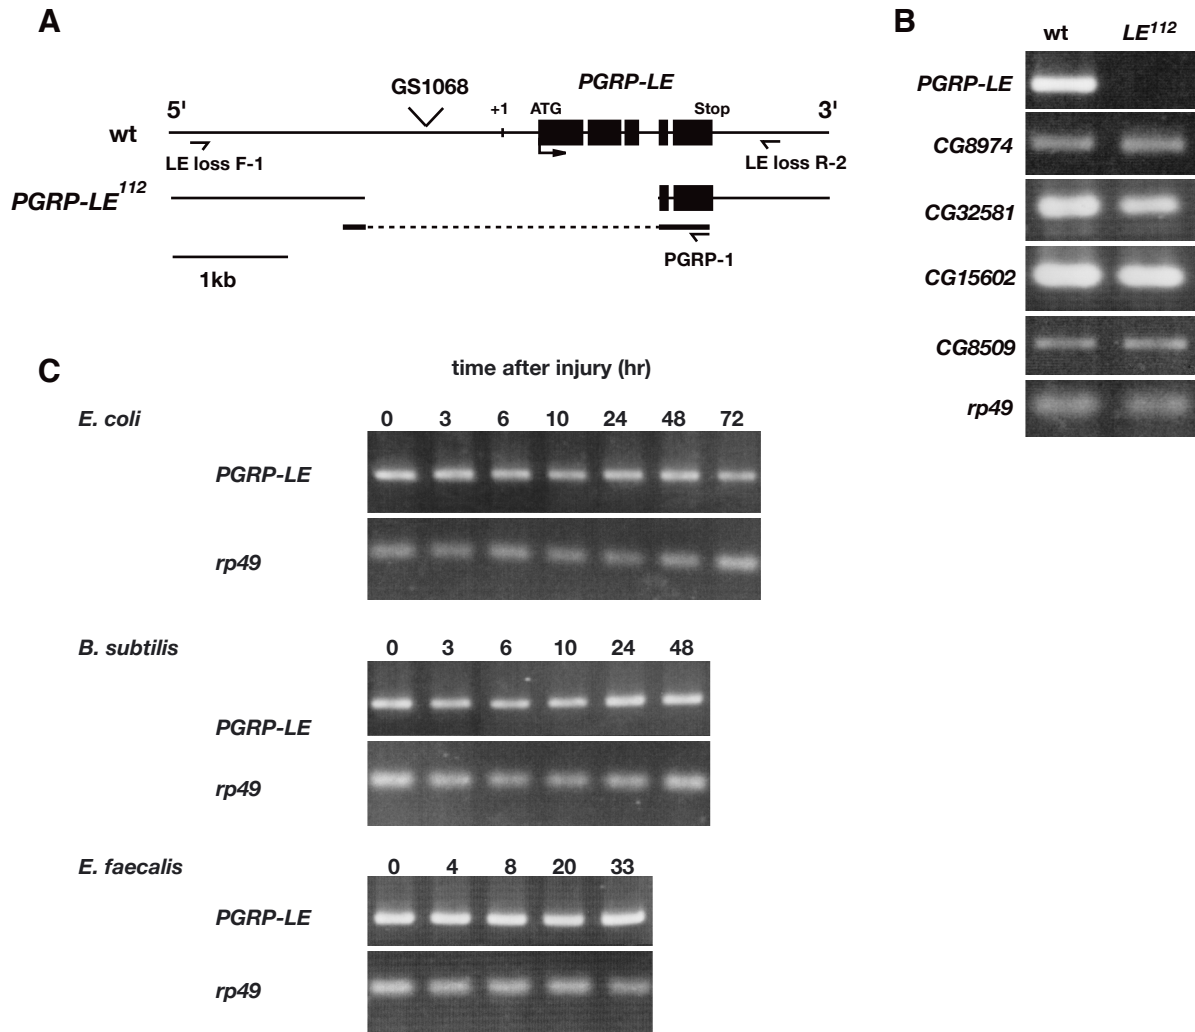 A
GS1068
PGRP-LE
5'
+1
ATG
Stop
3'
wt
LE loss F-1
LE loss R-2
PGRP-LE112
PGRP-1
1kb
B
wt LE112
PGRP-LE
CG8974
CG32581
CG15602
CG8509
rp49
C
time after injury (hr)
E. coli
0 3 6 10 24 48 72
PGRP-LE
rp49
B. subtilis
0 3 6 10 24 48
PGRP-LE
rp49
E. faecalis
0 4 8 20 33
PGRP-LE
rp49